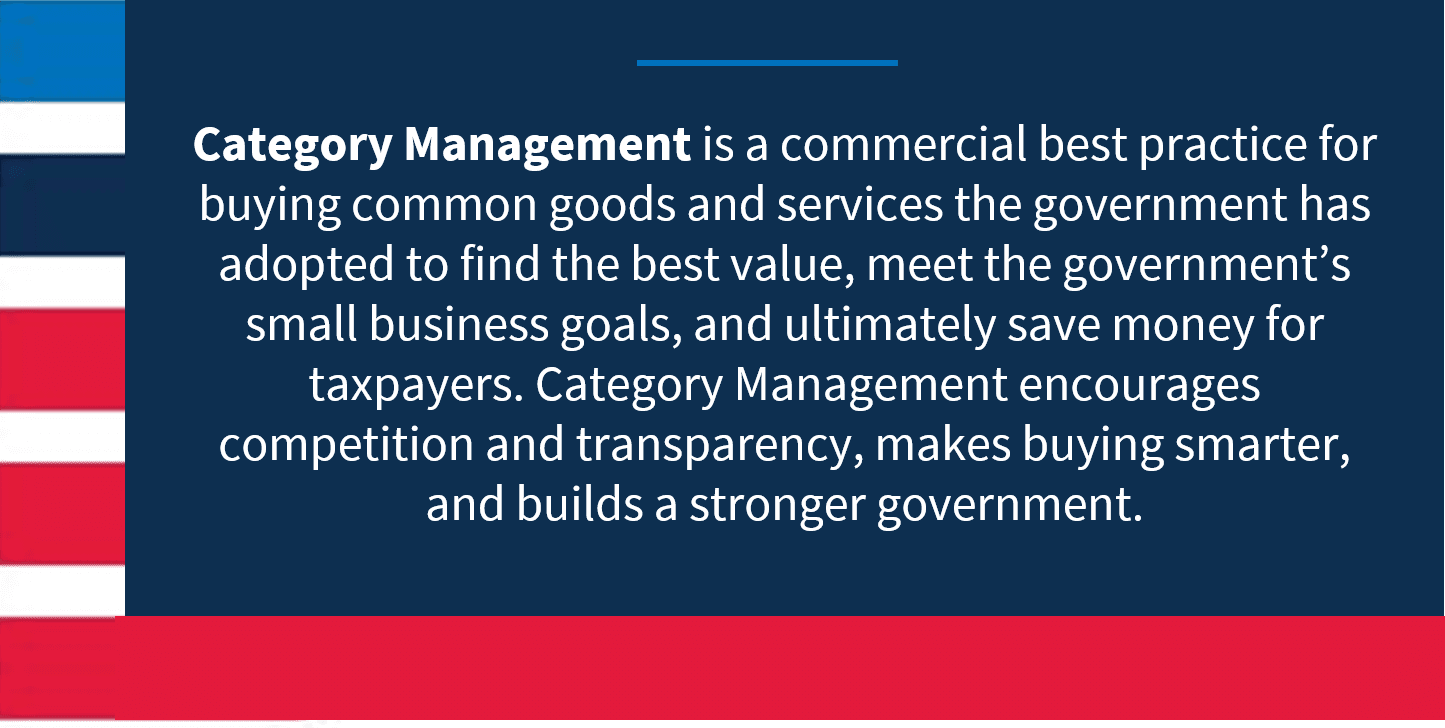 Category Management is a commercial best practice for
buying common goods and services the government has
adopted to find the best value, meet the government’s
small business goals, and ultimately save money for
taxpayers. Category Management encourages
competition and transparency, makes buying smarter,
and builds a stronger government.